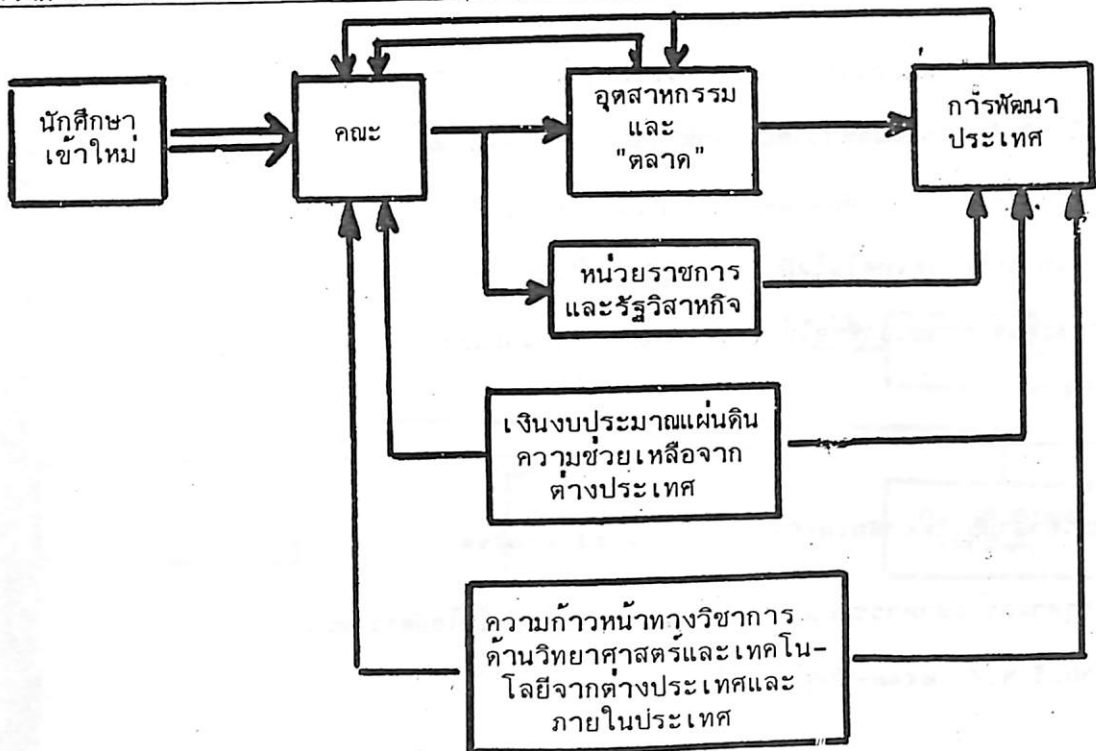 นักศึกษา
เข้าใหม่
คณะ
อุตสาหกรรม
และ
"ตลาด"
การพัฒนา
ประเทศ
หน่วยราชการ
และรัฐวิสาหกิจ
เงินงบประมาณแผ่นดิน
ความช่วยเหลือจาก
ต่างประเทศ
ความก้าวหน้าทางวิชาการ
ด้านวิทยาศาสตร์และเทคโน-
โลยีจากต่างประเทศและ
ภายในประเทศ